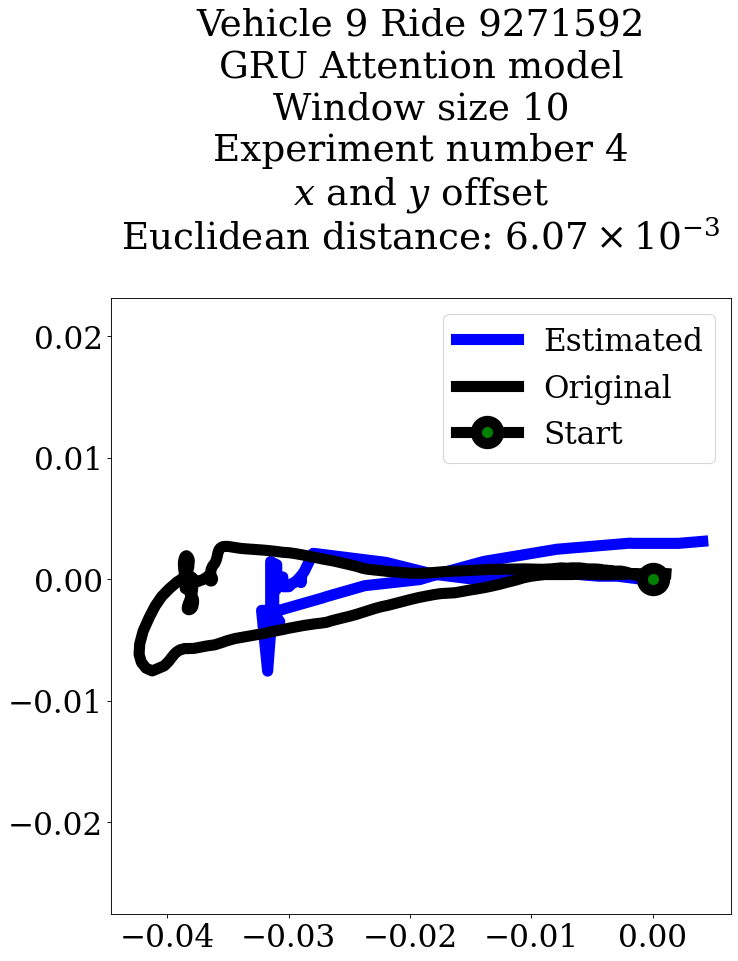 Vehicle 9 Ride 9271592
GRU Attention model
Window size 10
Experiment number 4
x and y offset
Euclidean distance: 6.07 × 10⁻³
Estimated
Original
Start
0.02
0.01
0.00
−0.01
−0.02
−0.04 −0.03 −0.02 −0.01 0.00